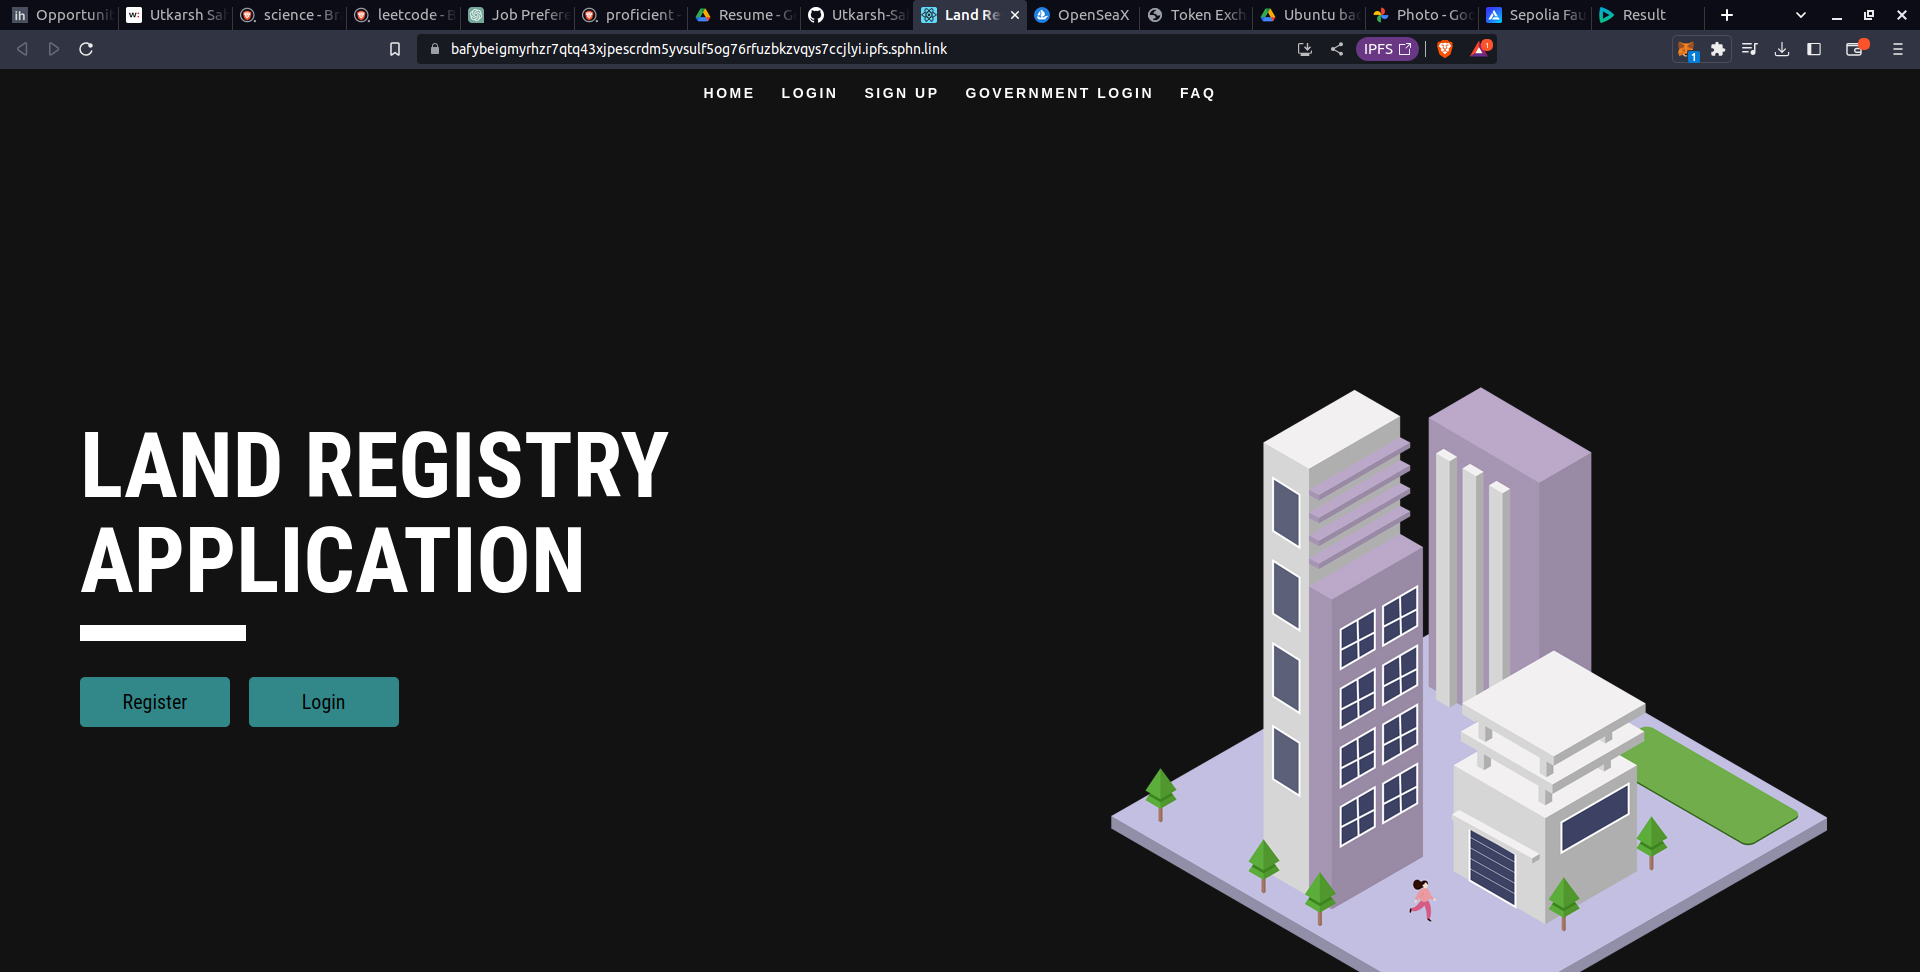 Opportuni
Utkarsh Sa
science - Br
leetcode - B
Job Prefere
proficient -
Resume - G
Utkarsh-Sa
Land Re
OpenSeaX
Token Exch
Ubuntu ba
Photo - Goo
Sepolia Fau
Result
bafybeigmyrhzr7qtq43xjpescrdm5yvsulf5og76rfuzbkzvqys7ccjlyi.ipfs.sphn.link
IPFS
1
1
HOME LOGIN SIGN UP GOVERNMENT LOGIN FAQ
LAND REGISTRY
APPLICATION
Register
Login